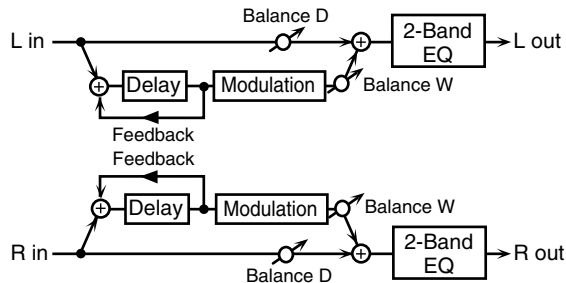 Balance D
L in
+
2-Band
EQ
L out
+
Delay
Modulation
Balance W
Feedback
Feedback
+
Delay
Modulation
Balance W
R in
+
2-Band
EQ
R out
Balance D